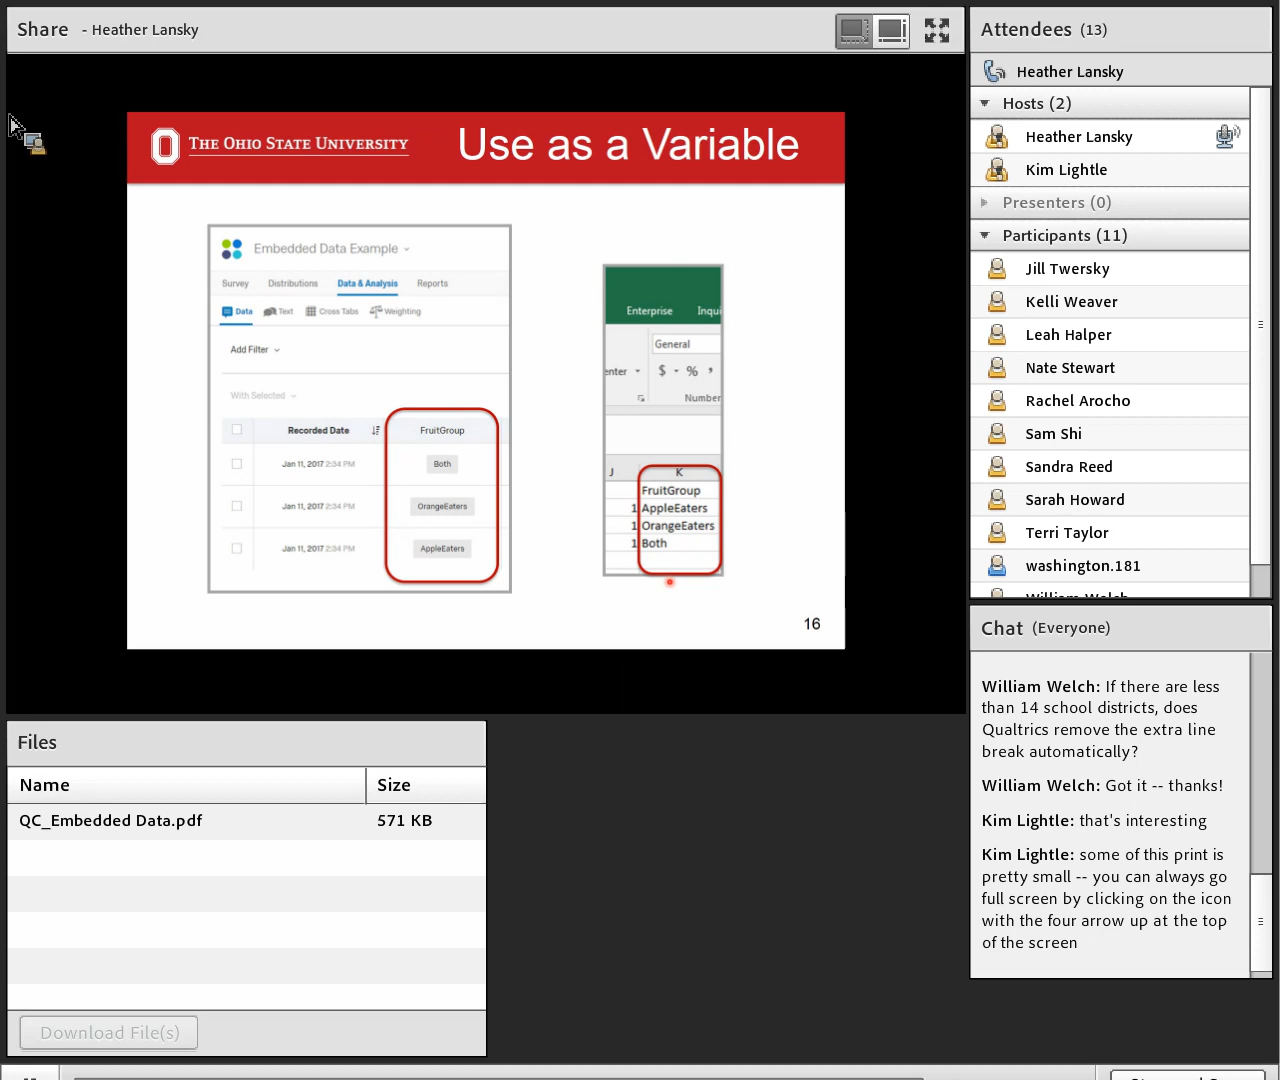 Share - Heather Lansky
THE OHIO STATE UNIVERSITY
Use as a Variable
Embedded Data Example
Survey Distributions Data & Analysis Reports
Data Text Cross Tabs Weighting
Add Filter
With Selected
Recorded Date FruitGroup
Jan 11, 2017 2:34 PM Both
Jan 11, 2017 2:34 PM OrangeEaters
Jan 11, 2017 2:34 PM AppleEaters
Enterprise Inqui
General
enter $ % ,
Number
J K
FruitGroup
1 AppleEaters
1 OrangeEaters
1 Both
16
Attendees (13)
Heather Lansky
Hosts (2)
Heather Lansky
Kim Lightle
Presenters (0)
Participants (11)
Jill Twersky
Kelli Weaver
Leah Halper
Nate Stewart
Rachel Arocho
Sam Shi
Sandra Reed
Sarah Howard
Terri Taylor
washington.181
William Welch
Chat (Everyone)
William Welch: If there are less
than 14 school districts, does
Qualtrics remove the extra line
break automatically?
William Welch: Got it -- thanks!
Kim Lightle: that's interesting
Kim Lightle: some of this print is
pretty small -- you can always go
full screen by clicking on the icon
with the four arrow up at the top
of the screen
Files
Name Size
QC_Embedded Data.pdf 571 KB
Download File(s)